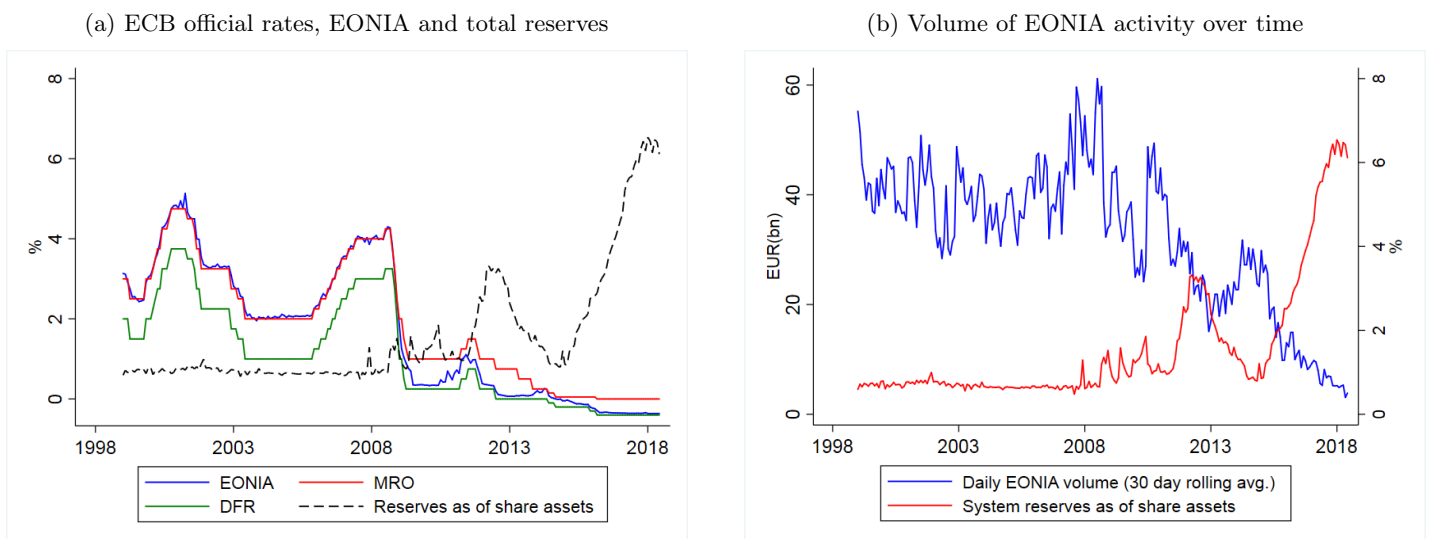 (a) ECB official rates, EONIA and total reserves
8
6
4
2
0
%
1998 2003 2008 2013 2018
EONIA MRO
DFR Reserves as of share assets
(b) Volume of EONIA activity over time
60
40
20
0
EUR(bn)
8
6
4
2
0
%
1998 2003 2008 2013 2018
Daily EONIA volume (30 day rolling avg.)
System reserves as of share assets